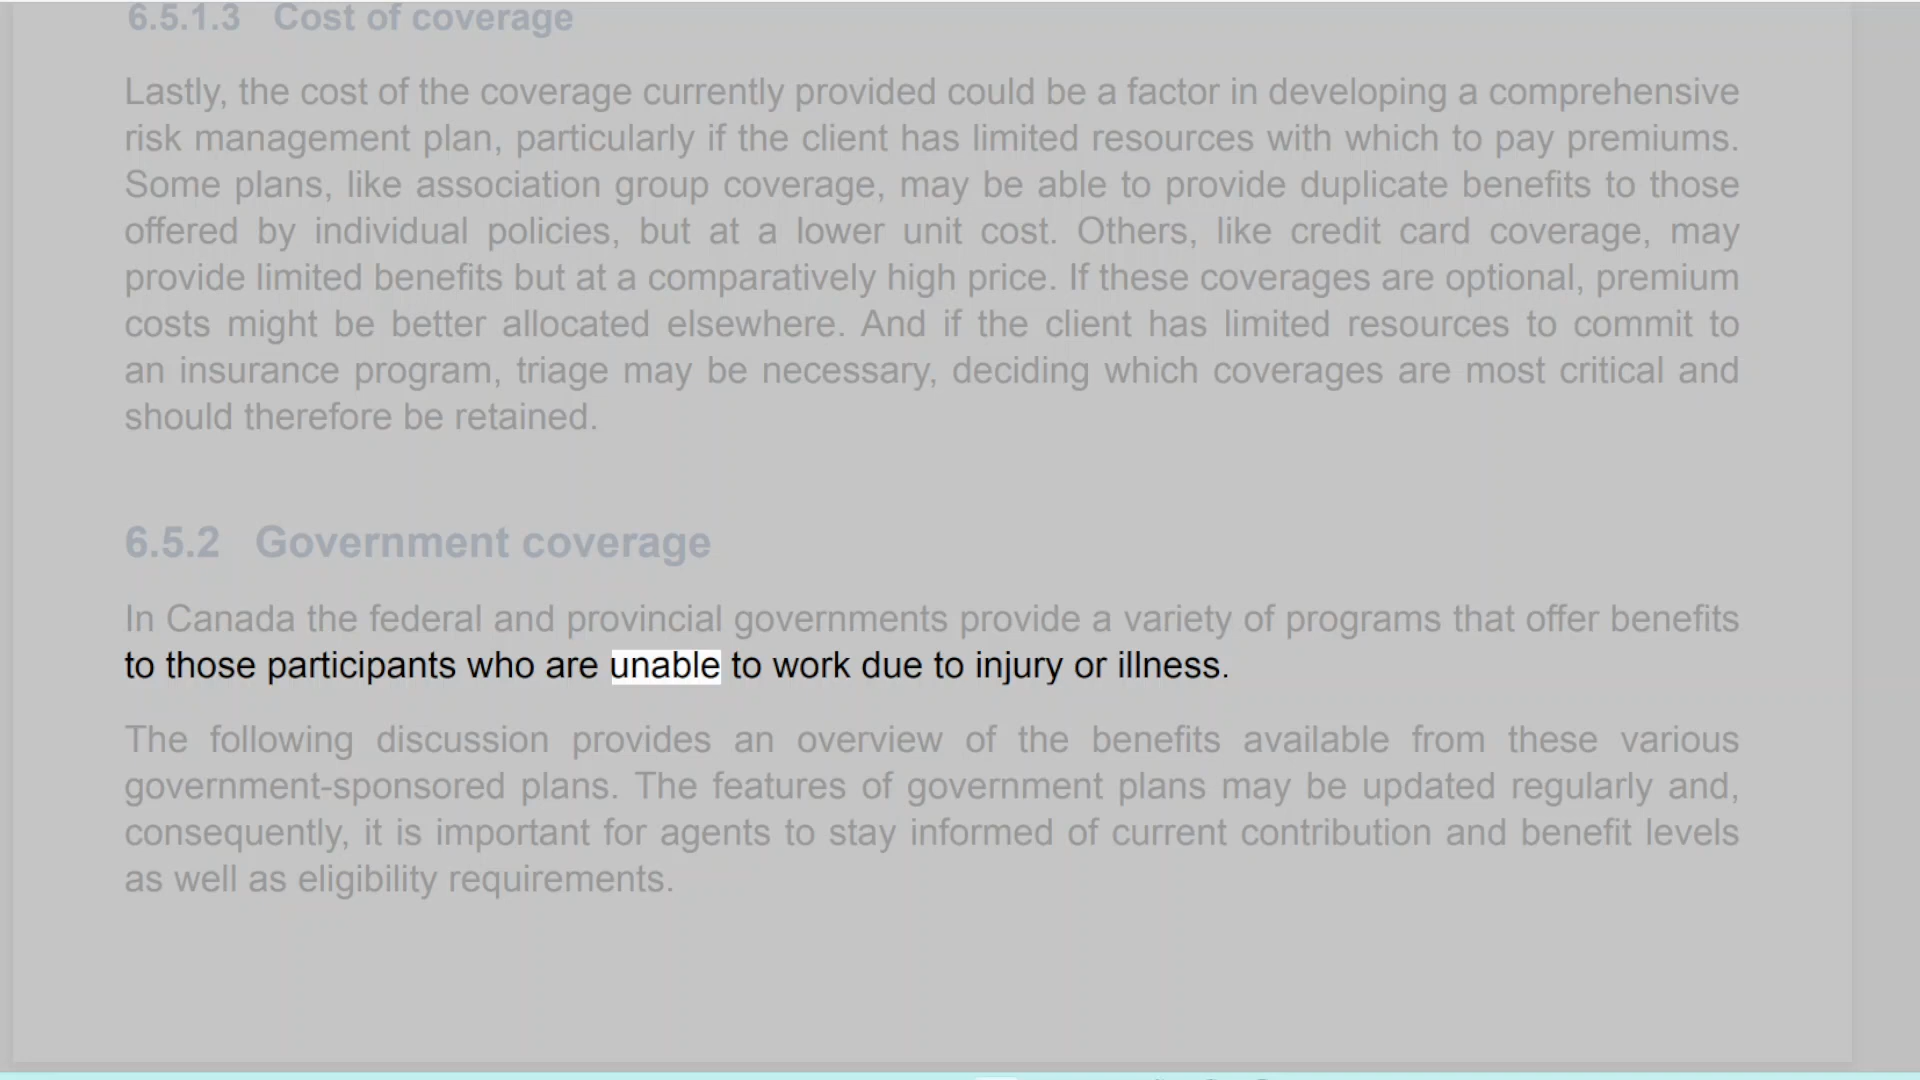 6.5.1.3 Cost of coverage
Lastly, the cost of the coverage currently provided could be a factor in developing a comprehensive
risk management plan, particularly if the client has limited resources with which to pay premiums.
Some plans, like association group coverage, may be able to provide duplicate benefits to those
offered by individual policies, but at a lower unit cost. Others, like credit card coverage, may
provide limited benefits but at a comparatively high price. If these coverages are optional, premium
costs might be better allocated elsewhere. And if the client has limited resources to commit to
an insurance program, triage may be necessary, deciding which coverages are most critical and
should therefore be retained.
6.5.2 Government coverage
In Canada the federal and provincial governments provide a variety of programs that offer benefits
to those participants who are unable to work due to injury or illness.
The following discussion provides an overview of the benefits available from these various
government-sponsored plans. The features of government plans may be updated regularly and,
consequently, it is important for agents to stay informed of current contribution and benefit levels
as well as eligibility requirements.